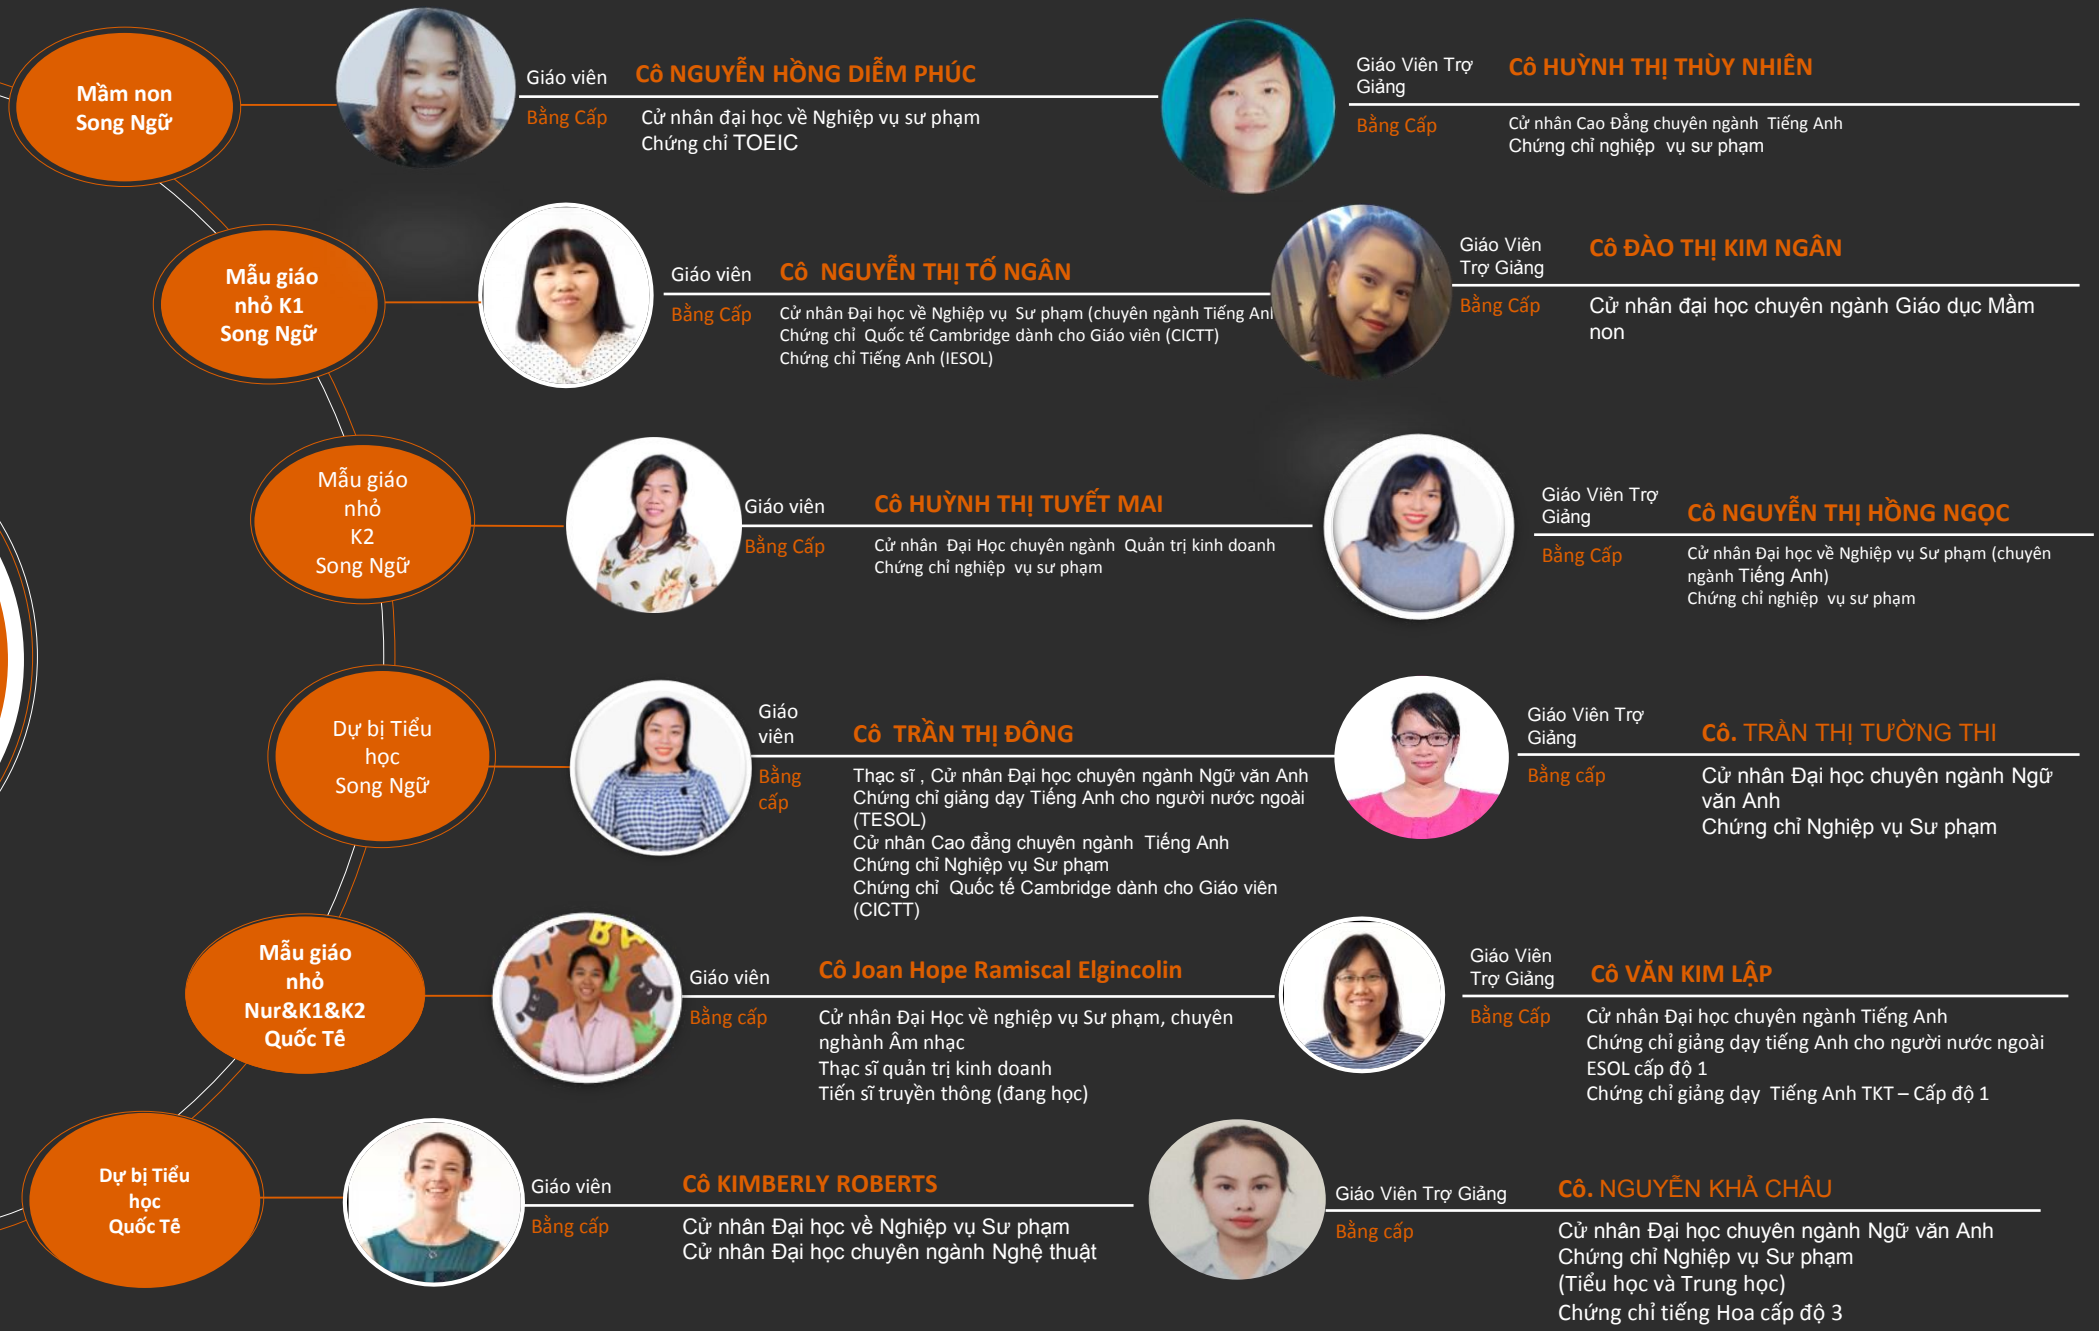 Mầm non
Song Ngữ
Giáo viên
Cô NGUYỄN HỒNG DIỄM PHÚC
Bằng Cấp
Cử nhân đại học về Nghiệp vụ sư phạm
Chứng chỉ TOEIC
Giáo Viên Trợ
Giảng
Cô HUỲNH THỊ THÙY NHIÊN
Bằng Cấp
Cử nhân Cao Đẳng chuyên ngành Tiếng Anh
Chứng chỉ nghiệp vụ sư phạm
Mẫu giáo
nhỏ K1
Song Ngữ
Giáo viên
Cô NGUYỄN THỊ TỐ NGÂN
Bằng Cấp
Cử nhân Đại học về Nghiệp vụ Sư phạm (chuyên ngành Tiếng Anh
Chứng chỉ Quốc tế Cambridge dành cho Giáo viên (CICTT)
Chứng chỉ Tiếng Anh (IESOL)
Giáo Viên
Trợ Giảng
Cô ĐÀO THỊ KIM NGÂN
Bằng Cấp
Cử nhân đại học chuyên ngành Giáo dục Mầm
non
Mẫu giáo
nhỏ
K2
Song Ngữ
Giáo viên
Cô HUỲNH THỊ TUYẾT MAI
Bằng Cấp
Cử nhân Đại Học chuyên ngành Quản trị kinh doanh
Chứng chỉ nghiệp vụ sư phạm
Giáo Viên Trợ
Giảng
Cô NGUYỄN THỊ HỒNG NGỌC
Bằng Cấp
Cử nhân Đại học về Nghiệp vụ Sư phạm (chuyên
ngành Tiếng Anh)
Chứng chỉ nghiệp vụ sư phạm
Dự bị Tiểu
học
Song Ngữ
Giáo
viên
Cô TRẦN THỊ ĐÔNG
Bằng
cấp
Thạc sĩ , Cử nhân Đại học chuyên ngành Ngữ văn Anh
Chứng chỉ giảng dạy Tiếng Anh cho người nước ngoài
(TESOL)
Cử nhân Cao đẳng chuyên ngành Tiếng Anh
Chứng chỉ Nghiệp vụ Sư phạm
Chứng chỉ Quốc tế Cambridge dành cho Giáo viên
(CICTT)
Giáo Viên Trợ
Giảng
Cô. TRẦN THỊ TƯỜNG THI
Bằng cấp
Cử nhân Đại học chuyên ngành Ngữ
văn Anh
Chứng chỉ Nghiệp vụ Sư phạm
Mẫu giáo
nhỏ
Nur&K1&K2
Quốc Tế
Giáo viên
Cô Joan Hope Ramiscal Elgincolin
Bằng cấp
Cử nhân Đại Học về nghiệp vụ Sư phạm, chuyên
nghành Âm nhạc
Thạc sĩ quản trị kinh doanh
Tiến sĩ truyền thông (đang học)
Giáo Viên
Trợ Giảng
Cô VĂN KIM LẬP
Bằng Cấp
Cử nhân Đại học chuyên ngành Tiếng Anh
Chứng chỉ giảng dạy tiếng Anh cho người nước ngoài
ESOL cấp độ 1
Chứng chỉ giảng dạy Tiếng Anh TKT – Cấp độ 1
Dự bị Tiểu
học
Quốc Tế
Giáo viên
Cô KIMBERLY ROBERTS
Bằng cấp
Cử nhân Đại học về Nghiệp vụ Sư phạm
Cử nhân Đại học chuyên ngành Nghệ thuật
Giáo Viên Trợ Giảng
Cô. NGUYỄN KHẢ CHÂU
Bằng cấp
Cử nhân Đại học chuyên ngành Ngữ văn Anh
Chứng chỉ Nghiệp vụ Sư phạm
(Tiểu học và Trung học)
Chứng chỉ tiếng Hoa cấp độ 3